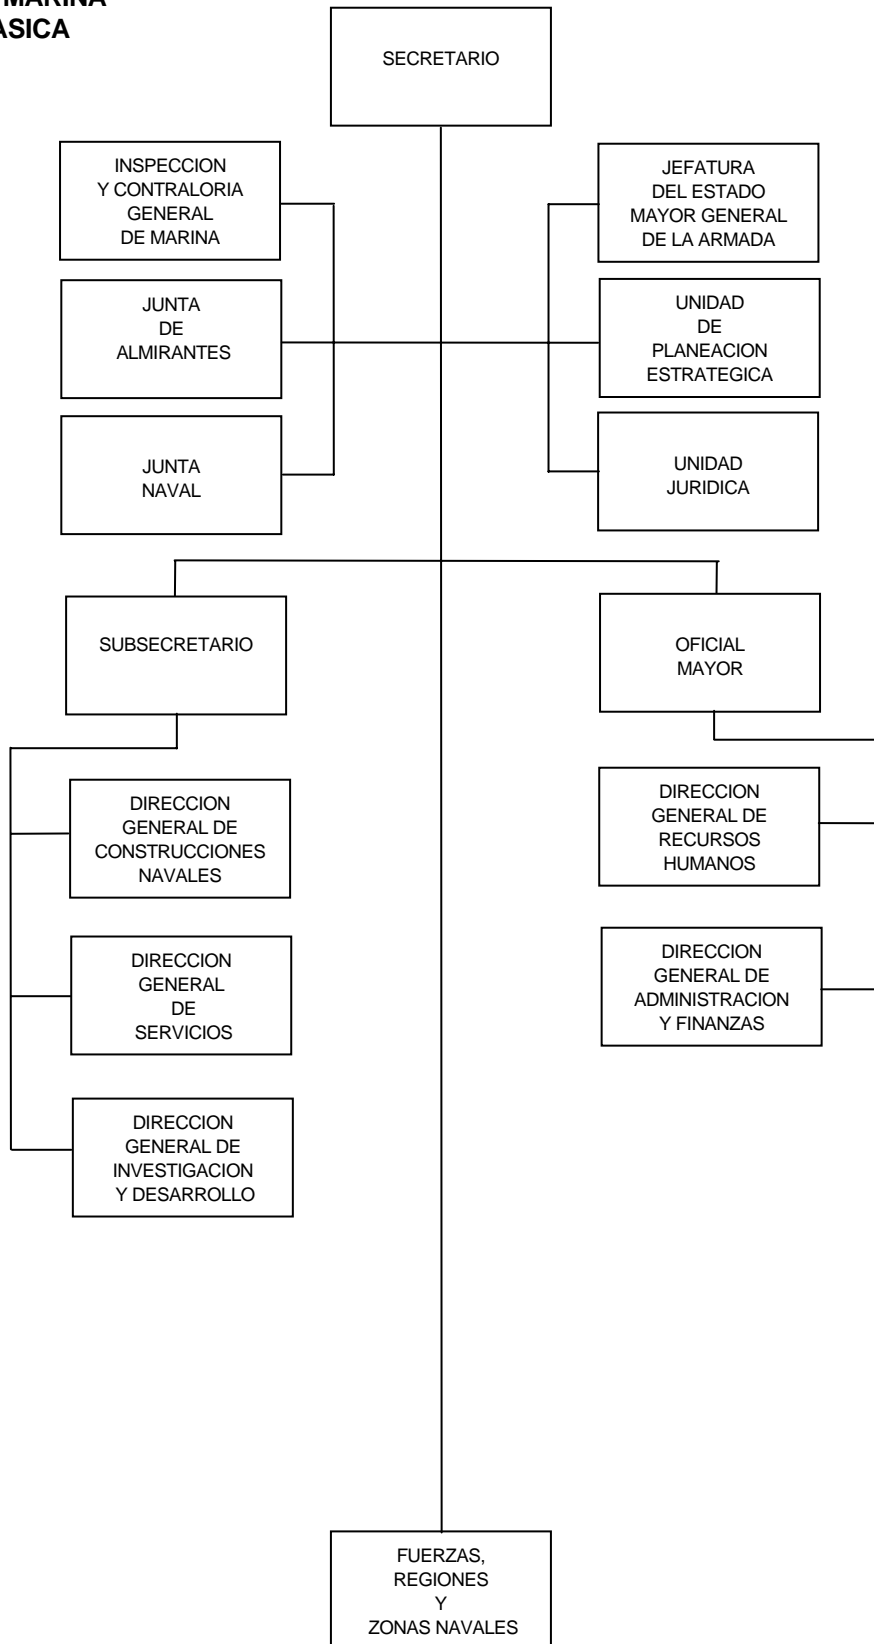 MARINA
ASICA
SECRETARIO
INSPECCION
Y CONTRALORIA
GENERAL
DE MARINA
JEFATURA
DEL ESTADO
MAYOR GENERAL
DE LA ARMADA
JUNTA
DE
ALMIRANTES
UNIDAD
DE
PLANEACION
ESTRATEGICA
JUNTA
NAVAL
UNIDAD
JURIDICA
SUBSECRETARIO
OFICIAL
MAYOR
DIRECCION
GENERAL DE
CONSTRUCCIONES
NAVALES
DIRECCION
GENERAL DE
RECURSOS
HUMANOS
DIRECCION
GENERAL
DE
SERVICIOS
DIRECCION
GENERAL DE
ADMINISTRACION
Y FINANZAS
DIRECCION
GENERAL DE
INVESTIGACION
Y DESARROLLO
FUERZAS,
REGIONES
Y
ZONAS NAVALES